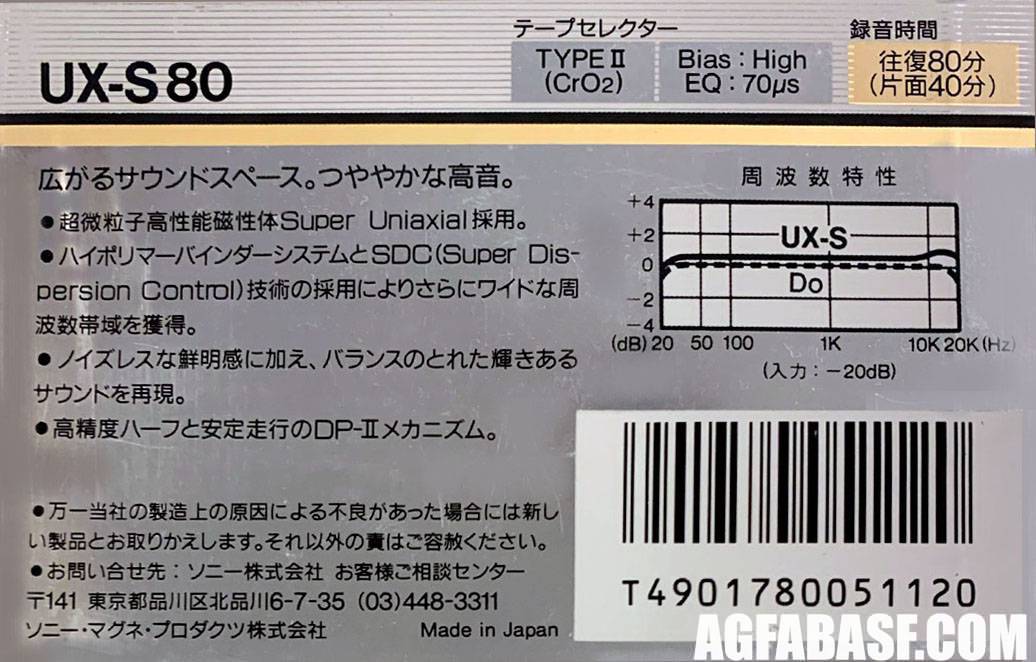 テープセレクター
録音時間
UX-S 80
TYPE II
(CrO2)
Bias : High
EQ : 70μs
往復80分
(片面40分)
広がるサウンドスペース。つややかな高音。
●超微粒子高性能磁性体Super Uniaxial採用。
●ハイポリマーバインダーシステムとSDC(Super Dis-
persion Control)技術の採用によりさらにワイドな周
波数帯域を獲得。
●ノイズレスな鮮明感に加え、バランスのとれた輝きある
サウンドを再現。
●高精度ハーフと安定走行のDP-IIメカニズム。
周波数特性
+4
+2
0
-2
-4
UX-S
Do
(dB) 20 50 100 1K 10K 20K (Hz)
(入力：-20dB)
●万一当社の製造上の原因による不良があった場合には新し
い製品とお取りかえします。それ以外の責はご容赦ください。
●お問い合せ先：ソニー株式会社 お客様ご相談センター
〒141 東京都品川区北品川6-7-35 (03)448-3311
ソニー・マグネ・プロダクツ株式会社 Made in Japan
T4901780051120
AGFABASF.COM